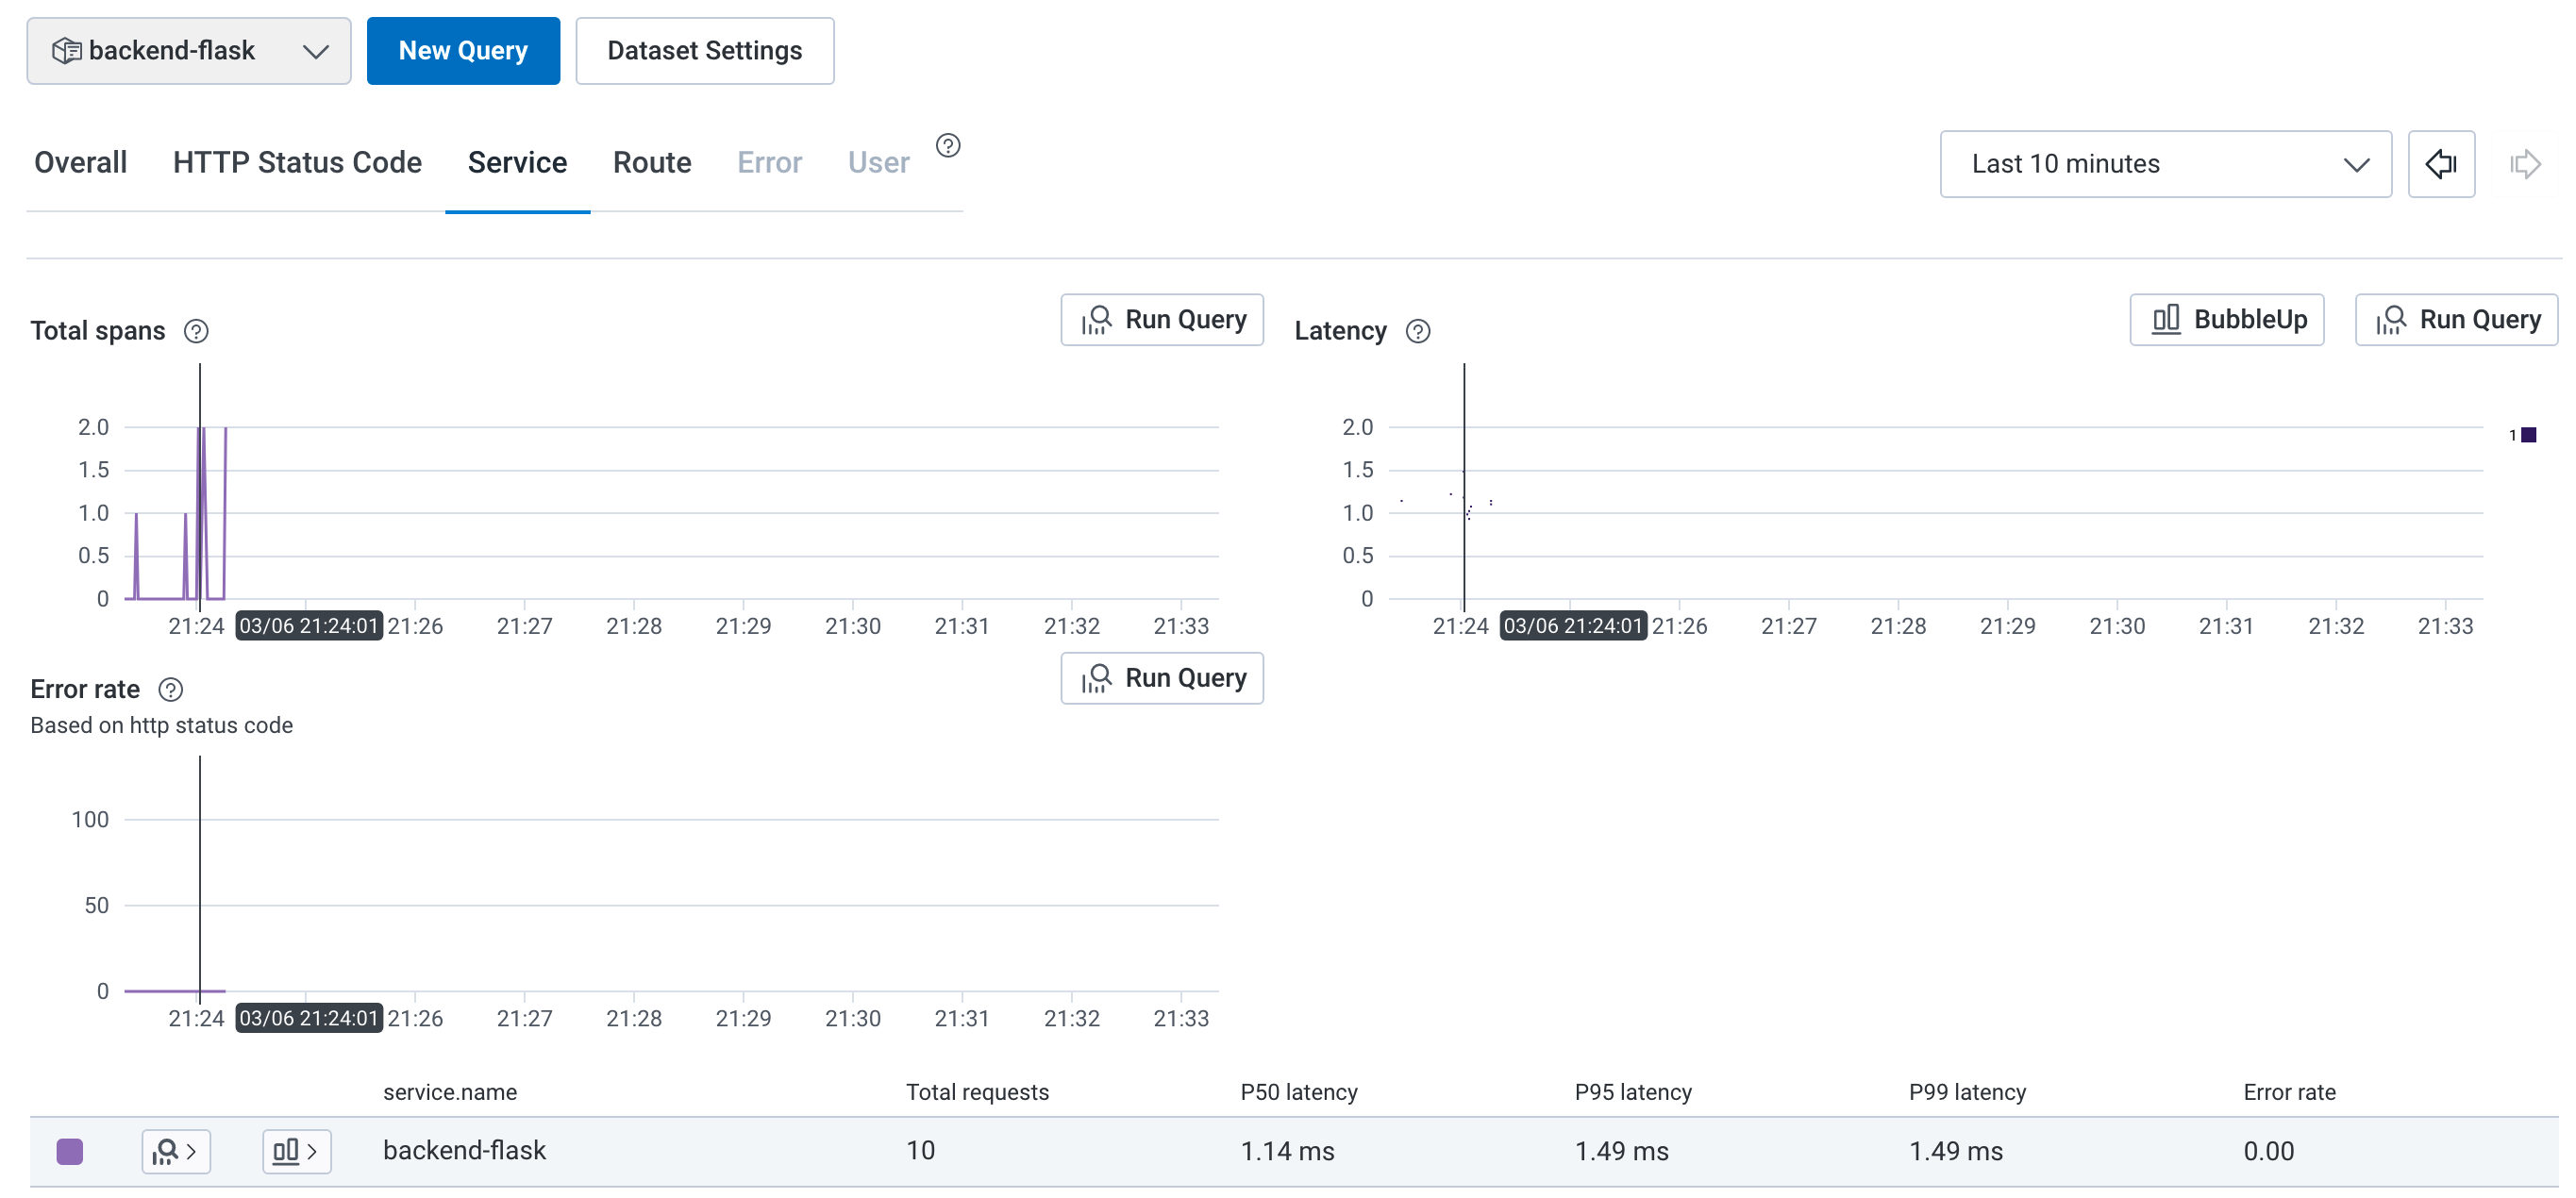 backend-flask New Query Dataset Settings
Overall HTTP Status Code Service Route Error User ?
Last 10 minutes
Total spans ? Run Query
2.0
1.5
1.0
0.5
0
21:24 03/06 21:24:01 21:26 21:27 21:28 21:29 21:30 21:31 21:32 21:33
Latency ? BubbleUp Run Query
2.0
1.5
1.0
0.5
0
1
21:24 03/06 21:24:01 21:26 21:27 21:28 21:29 21:30 21:31 21:32 21:33
Error rate ? Run Query
Based on http status code
100
50
0
21:24 03/06 21:24:01 21:26 21:27 21:28 21:29 21:30 21:31 21:32 21:33
service.name Total requests P50 latency P95 latency P99 latency Error rate
backend-flask 10 1.14 ms 1.49 ms 1.49 ms 0.00